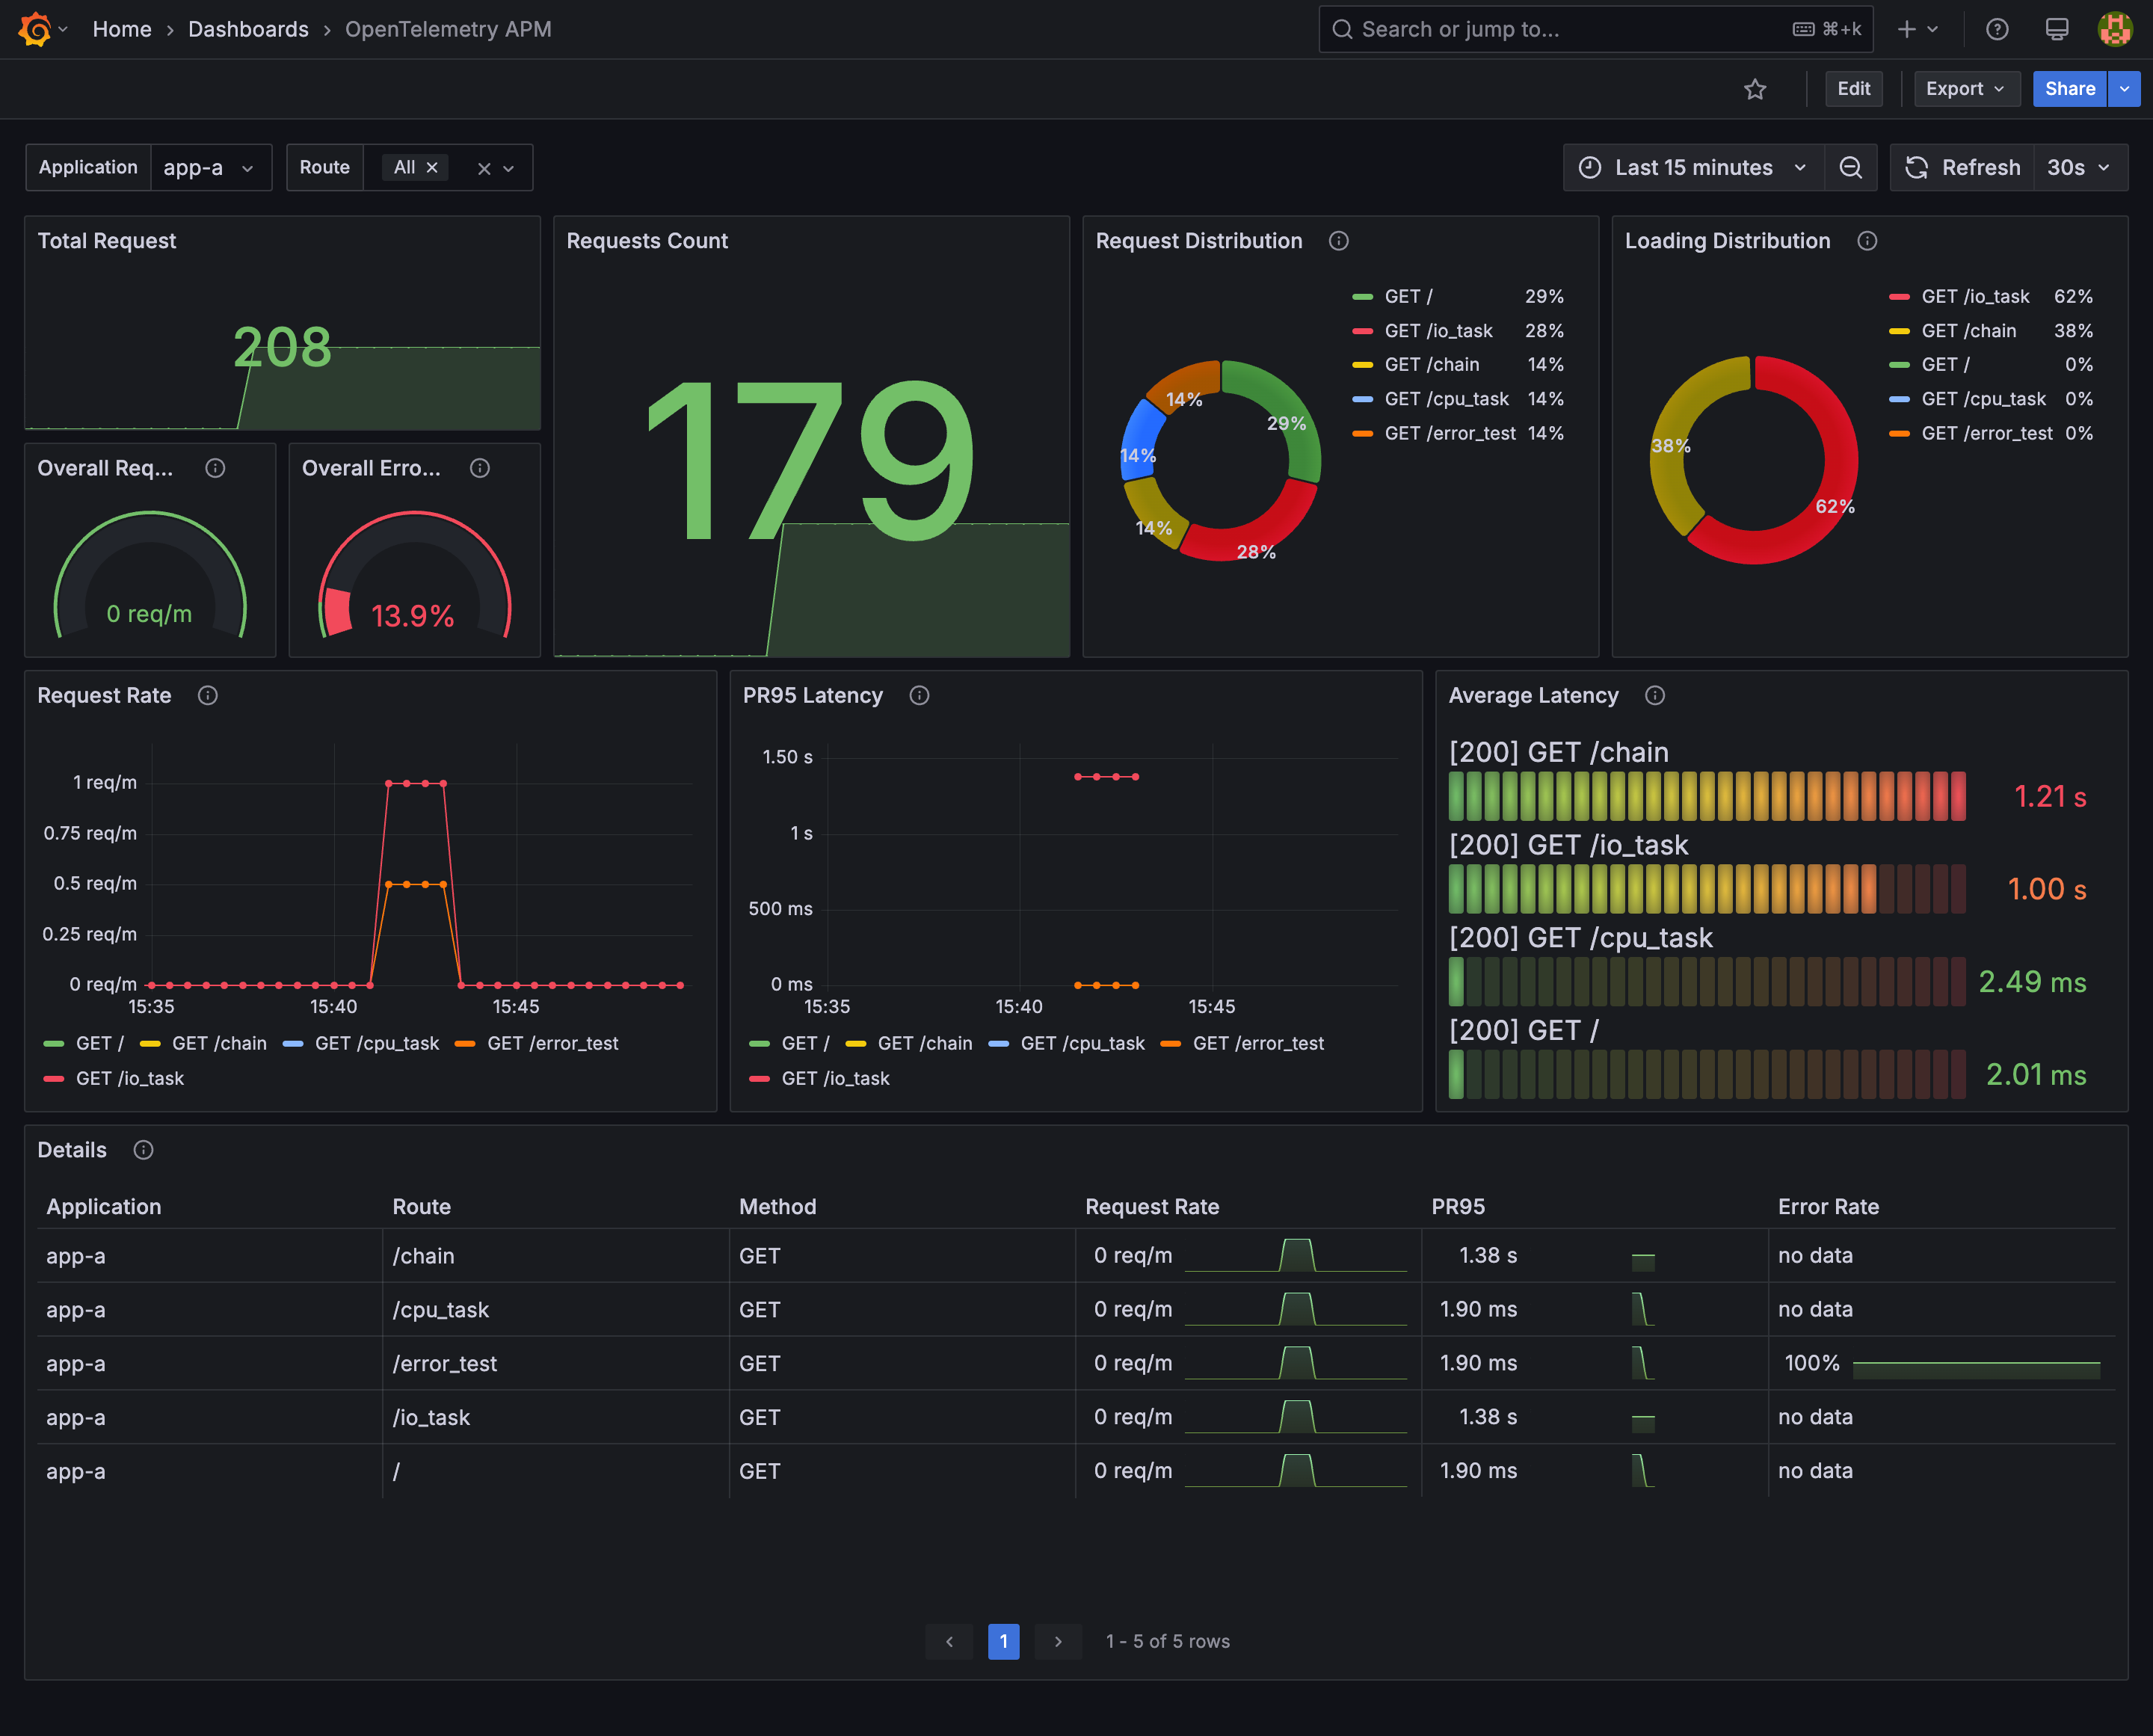 Home › Dashboards › OpenTelemetry APM
Search or jump to... ⌘+k
Edit Export Share
Application app-a Route All
Last 15 minutes Refresh 30s
Total Request
208
Requests Count
179
Overall Req...
0 req/m
Overall Erro...
13.9%
Request Distribution
GET / 29%
GET /io_task 28%
GET /chain 14%
GET /cpu_task 14%
GET /error_test 14%
14%
29%
14%
14%
28%
Loading Distribution
GET /io_task 62%
GET /chain 38%
GET / 0%
GET /cpu_task 0%
GET /error_test 0%
38%
62%
Request Rate
1 req/m
0.75 req/m
0.5 req/m
0.25 req/m
0 req/m
15:35 15:40 15:45
GET / GET /chain GET /cpu_task GET /error_test
GET /io_task
PR95 Latency
1.50 s
1 s
500 ms
0 ms
15:35 15:40 15:45
GET / GET /chain GET /cpu_task GET /error_test
GET /io_task
Average Latency
[200] GET /chain
1.21 s
[200] GET /io_task
1.00 s
[200] GET /cpu_task
2.49 ms
[200] GET /
2.01 ms
Details
Application Route Method Request Rate PR95 Error Rate
app-a /chain GET 0 req/m 1.38 s no data
app-a /cpu_task GET 0 req/m 1.90 ms no data
app-a /error_test GET 0 req/m 1.90 ms 100%
app-a /io_task GET 0 req/m 1.38 s no data
app-a / GET 0 req/m 1.90 ms no data
1 1 - 5 of 5 rows